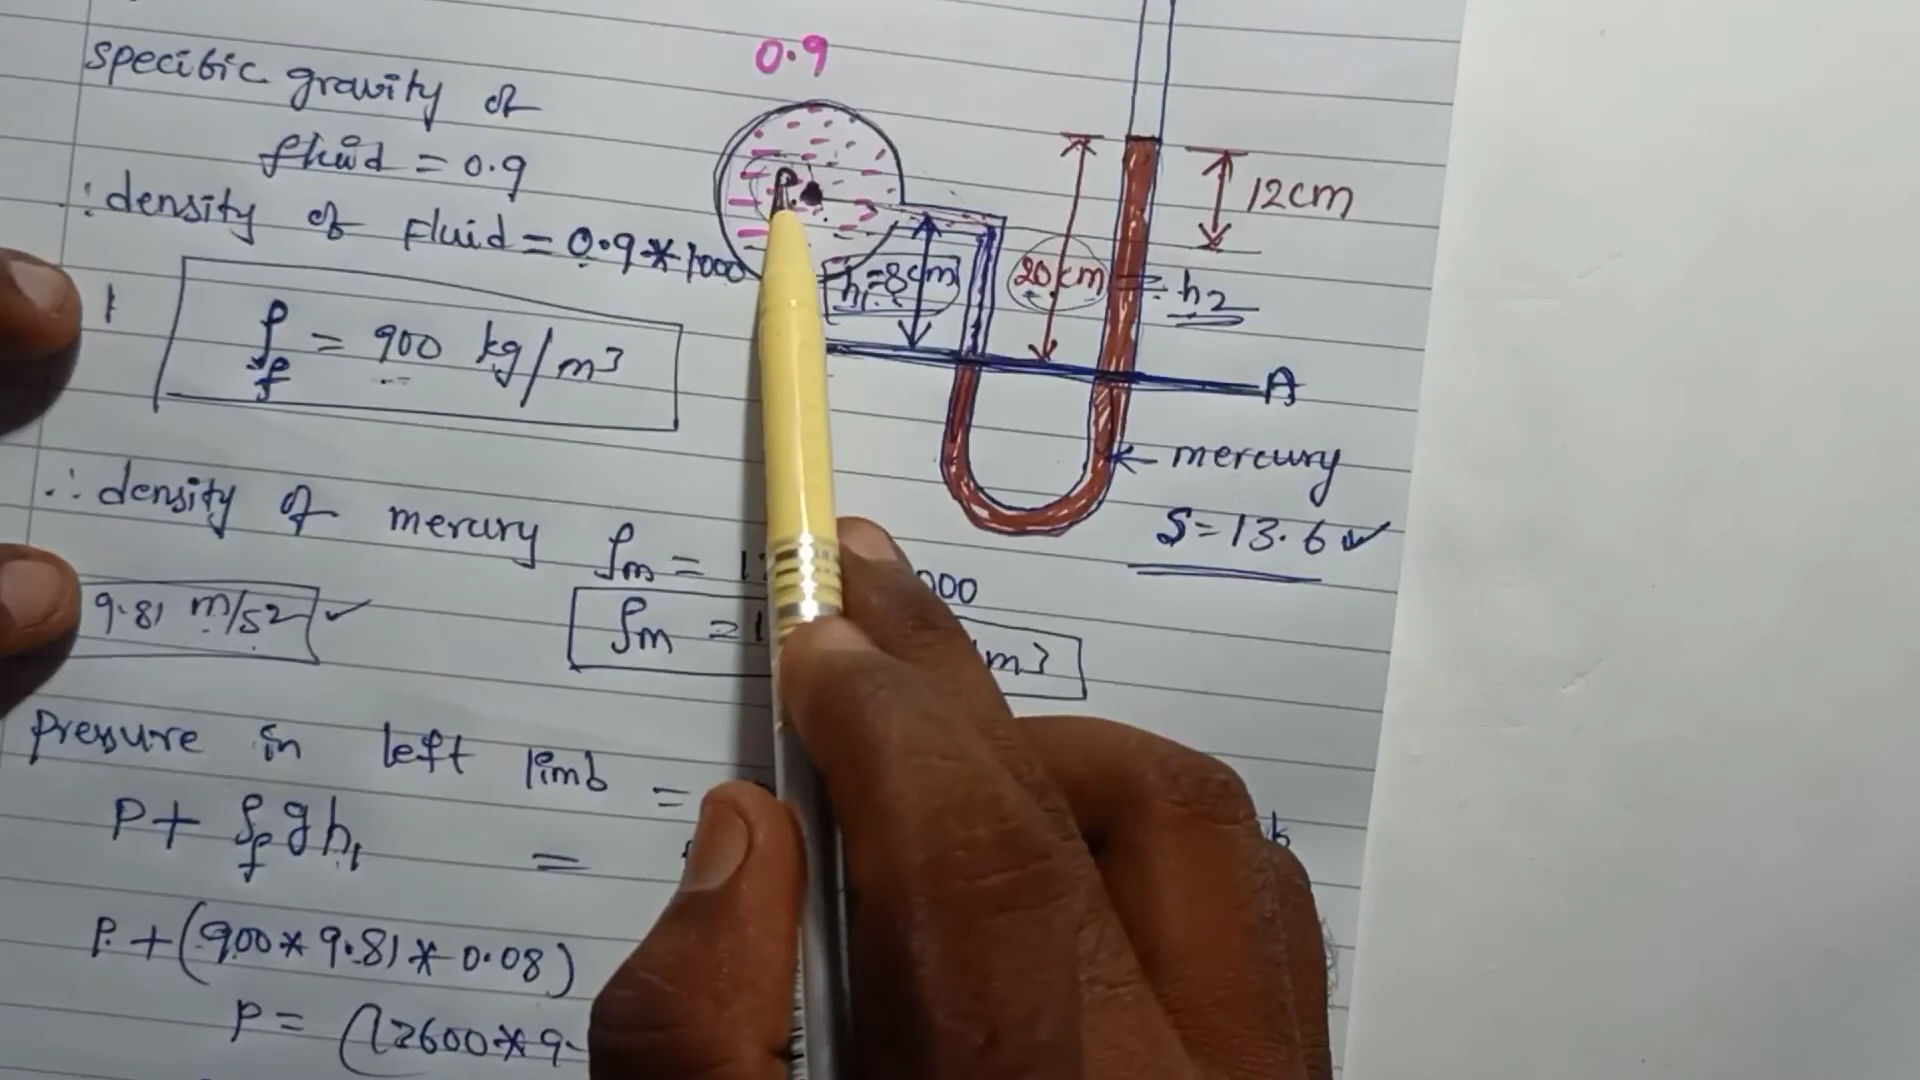 0.9
specific gravity of
fluid = 0.9
∴ density of Fluid = 0.9*1000
ρf = 900 kg/m3
P
h1=8cm
20cm
12cm
= h2
A
mercury
S=13.6 ✓
∴ density of mercury ρm = 000
9.81 m/s2 ✓
ρm = m3
Pressure in left limb =
P+ ρf g h1 =
P+(900*9.81*0.08)
P=